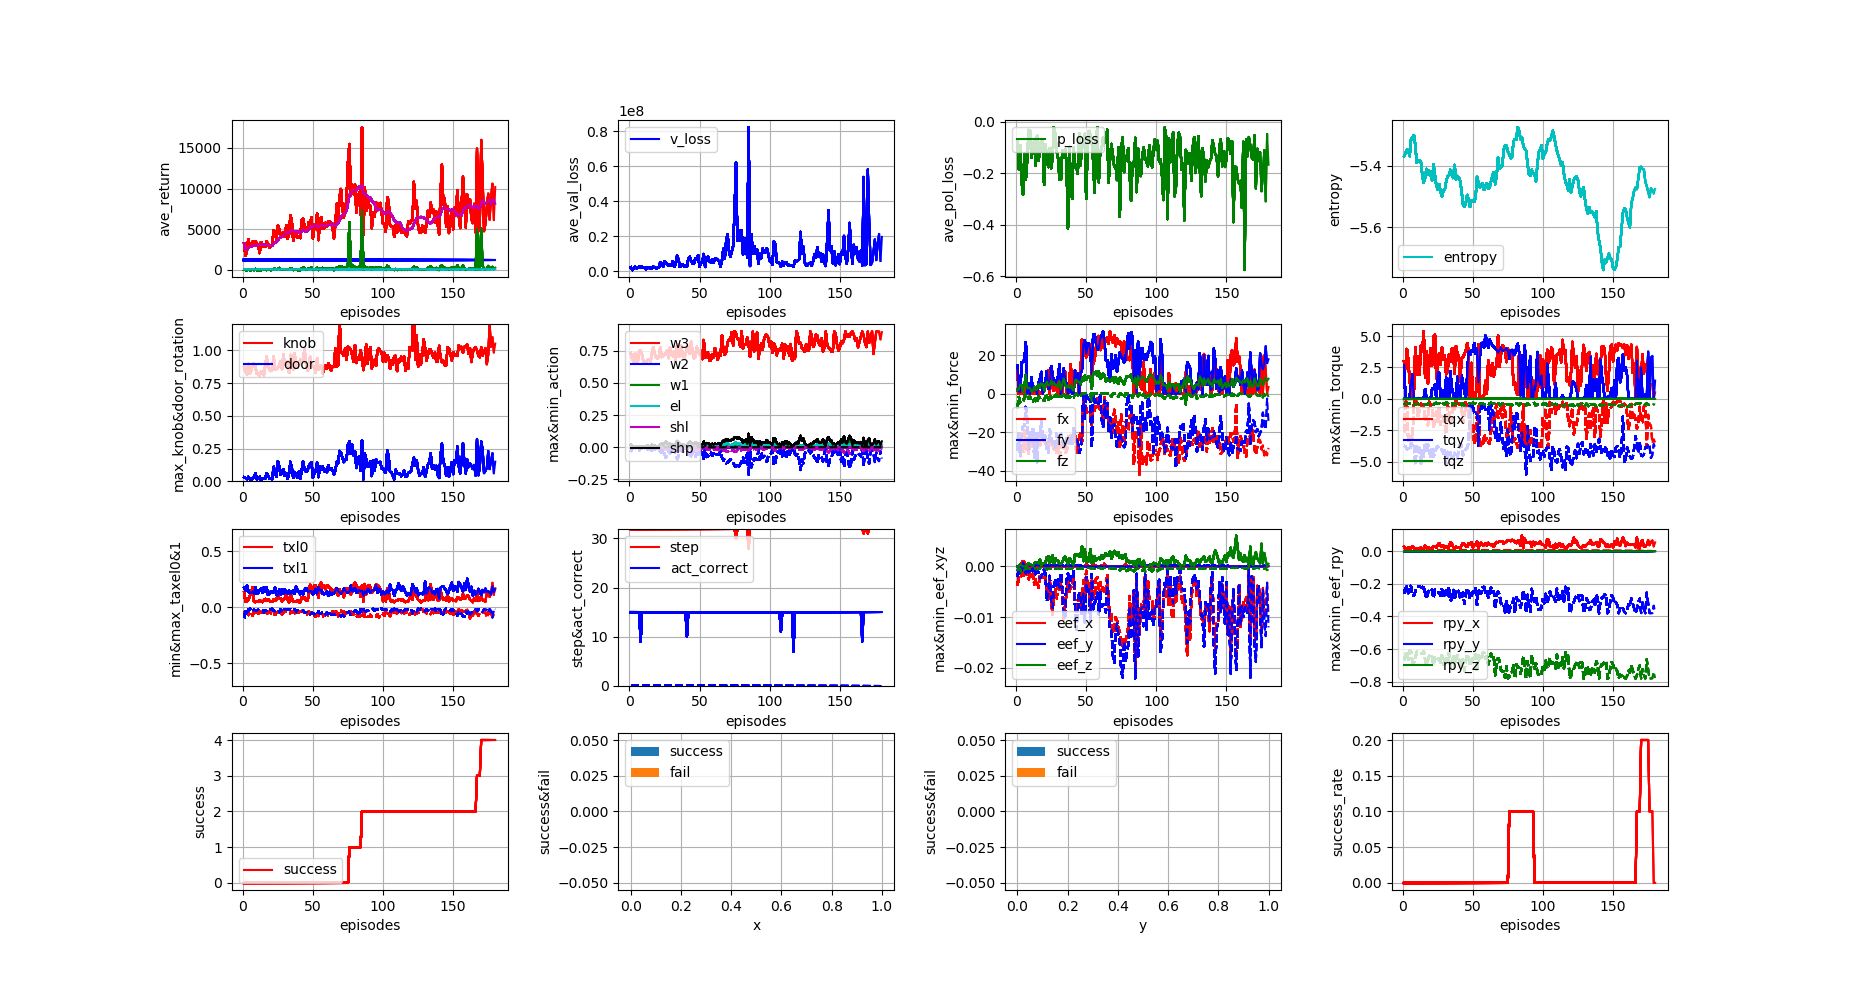 ave_return
15000
10000
5000
0
0
50
100
150
episodes
1e8
ave_val_loss
0.8
0.6
0.4
0.2
0.0
v_loss
0
50
100
150
episodes
ave_pol_loss
0.0
−0.2
−0.4
−0.6
p_loss
0
50
100
150
episodes
entropy
−5.4
−5.6
entropy
0
50
100
150
episodes
max_knob&door_rotation
1.00
0.75
0.50
0.25
0.00
knob
door
0
50
100
150
episodes
max&min_action
0.75
0.50
0.25
0.00
−0.25
w3
w2
w1
el
shl
shp
0
50
100
150
episodes
max&min_force
20
0
−20
−40
fx
fy
fz
0
50
100
150
episodes
max&min_torque
5.0
2.5
0.0
−2.5
−5.0
tqx
tqy
tqz
0
50
100
150
episodes
min&max_taxel0&1
0.5
0.0
−0.5
txl0
txl1
0
50
100
150
episodes
step&act_correct
30
20
10
0
step
act_correct
0
50
100
150
episodes
max&min_eef_xyz
0.00
−0.01
−0.02
eef_x
eef_y
eef_z
0
50
100
150
episodes
max&min_eef_rpy
0.0
−0.2
−0.4
−0.6
−0.8
rpy_x
rpy_y
rpy_z
0
50
100
150
episodes
success
4
3
2
1
0
success
0
50
100
150
episodes
success&fail
0.050
0.025
0.000
−0.025
−0.050
success
fail
0.0
0.2
0.4
0.6
0.8
1.0
x
success&fail
0.050
0.025
0.000
−0.025
−0.050
success
fail
0.0
0.2
0.4
0.6
0.8
1.0
y
success_rate
0.20
0.15
0.10
0.05
0.00
0
50
100
150
episodes